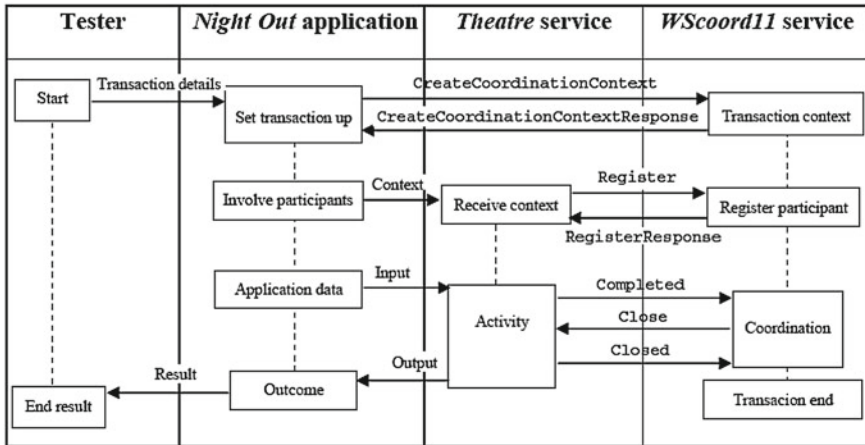 Tester
Night Out application
Theatre service
WScoord11 service
Start
Transaction details
Set transaction up
CreateCoordinationContext
CreateCoordinationContextResponse
Transaction context
Involve participants
Context
Receive context
Register
RegisterResponse
Register participant
Application data
Input
Activity
Completed
Close
Closed
Coordination
Output
Outcome
Result
End result
Transacion end